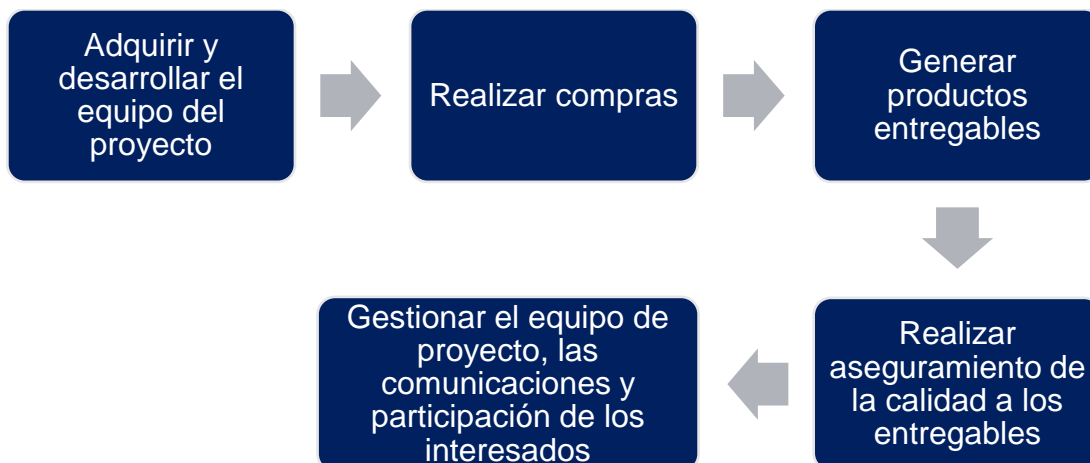 Adquirir y
desarrollar el
equipo del
proyecto
Realizar compras
Generar
productos
entregables
Realizar
aseguramiento de
la calidad a los
entregables
Gestionar el equipo de
proyecto, las
comunicaciones y
participación de los
interesados